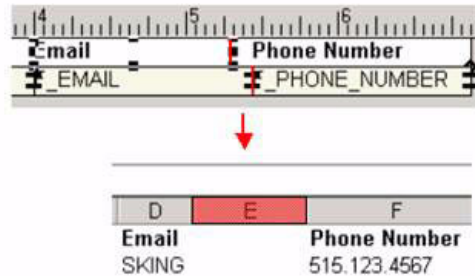 4 5 6
Email Phone Number
_EMAIL _PHONE_NUMBER
D E F
Email Phone Number
SKING 515.123.4567